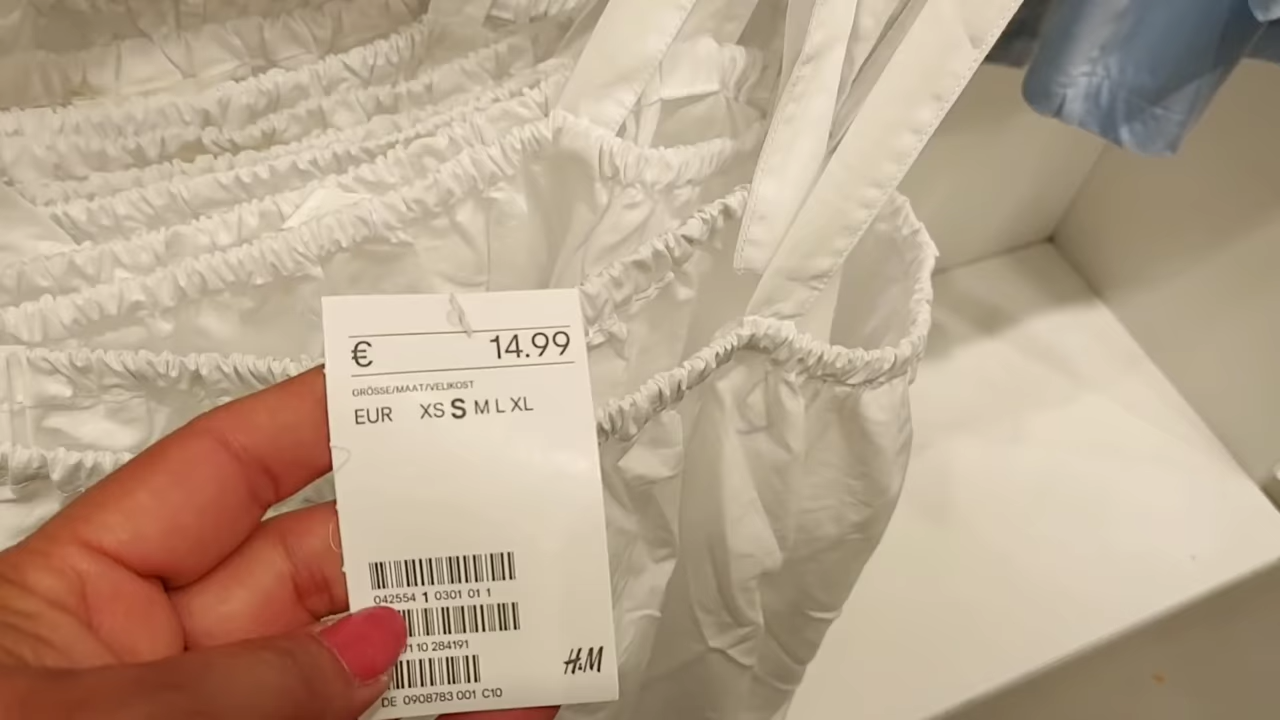 € 14.99
GRÖSSE/MAAT/VELIKOST
EUR XS S M L XL
042554 1 0301 01 1
10 284191
H&M
DE 0908783 001 C10